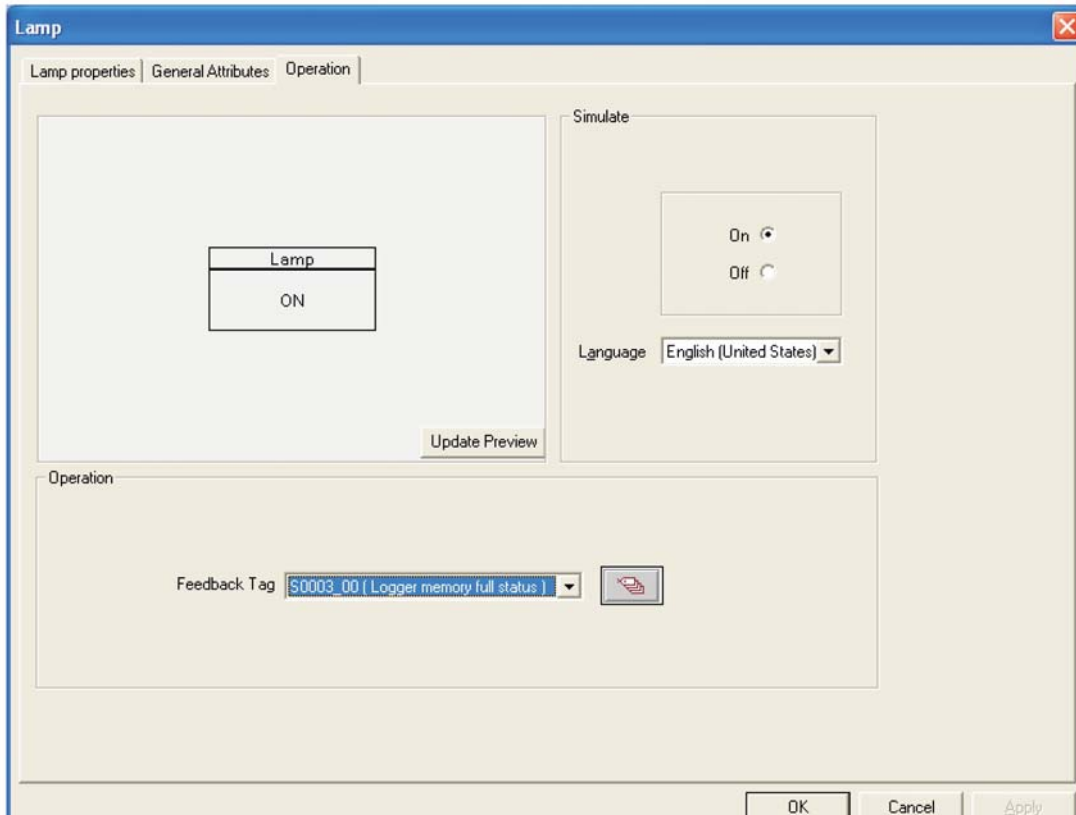 Lamp
Lamp properties
General Attributes
Operation
Lamp
ON
Update Preview
Simulate
On
Off
Language
English (United States)
Operation
Feedback Tag
S0003_00 ( Logger memory full status )
OK
Cancel
Apply